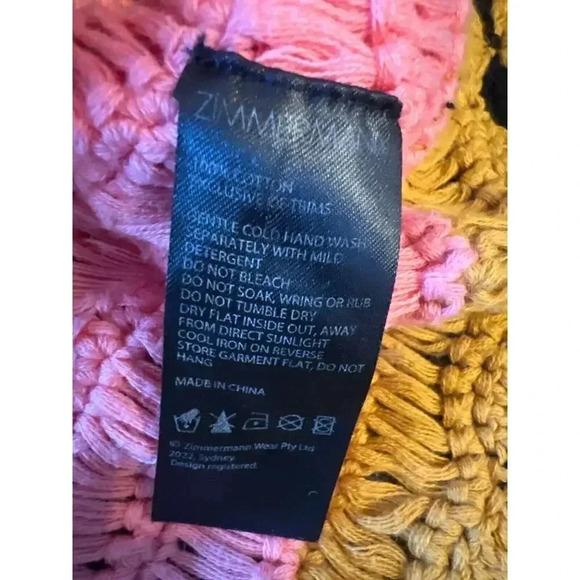 ZIMMERMANN
100% COTTON
EXCLUSIVE OF TRIMS
GENTLE COLD HAND WASH
SEPARATELY WITH MILD
DETERGENT
DO NOT BLEACH
DO NOT SOAK, WRING OR RUB
DO NOT TUMBLE DRY
DRY FLAT INSIDE OUT, AWAY
FROM DIRECT SUNLIGHT
COOL IRON ON REVERSE
STORE GARMENT FLAT, DO NOT
HANG
MADE IN CHINA
© Zimmermann Wear Pty Ltd
2022, Sydney.
Design registered.